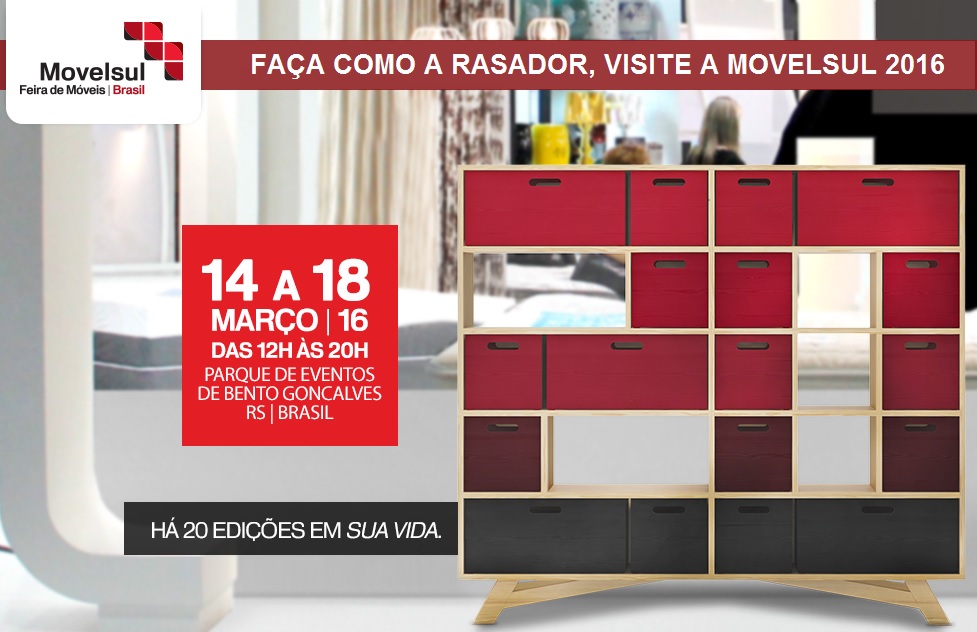 Movelsul
Feira de Móveis | Brasil
FAÇA COMO A RASADOR, VISITE A MOVELSUL 2016
14 A 18
MARÇO | 16
DAS 12H ÀS 20H
PARQUE DE EVENTOS
DE BENTO GONCALVES
RS | BRASIL
HÁ 20 EDIÇÕES EM SUA VIDA.